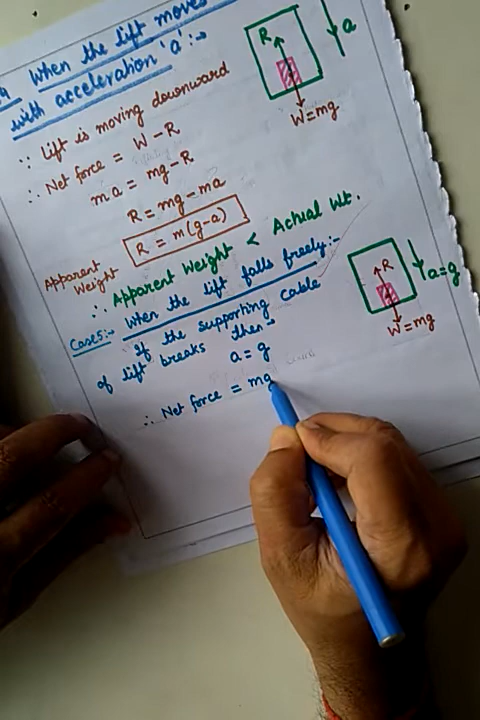 When the lift moves
with acceleration 'a':-
∵ Lift is moving downward
∴ Net force = W - R
ma = mg - R
R = mg - ma
R = m(g-a)
Apparent
Weight
∴ Apparent Weight < Actual Wt.
Case5:- When the lift falls freely:-
If the supporting cable
of lift breaks then-
a = g
∴ Net force = mg
R
a
W=mg
R
a=g
W=mg